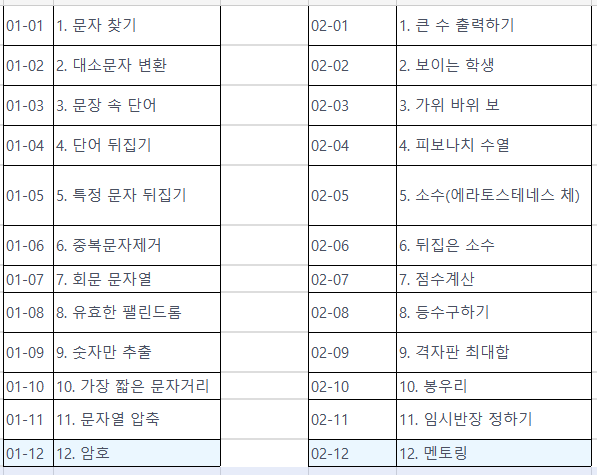 01-01 1. 문자 찾기 02-01 1. 큰 수 출력하기
01-02 2. 대소문자 변환 02-02 2. 보이는 학생
01-03 3. 문장 속 단어 02-03 3. 가위 바위 보
01-04 4. 단어 뒤집기 02-04 4. 피보나치 수열
01-05 5. 특정 문자 뒤집기 02-05 5. 소수(에라토스테네스 체)
01-06 6. 중복문자제거 02-06 6. 뒤집은 소수
01-07 7. 회문 문자열 02-07 7. 점수계산
01-08 8. 유효한 팰린드롬 02-08 8. 등수구하기
01-09 9. 숫자만 추출 02-09 9. 격자판 최대합
01-10 10. 가장 짧은 문자거리 02-10 10. 봉우리
01-11 11. 문자열 압축 02-11 11. 임시반장 정하기
01-12 12. 암호 02-12 12. 멘토링